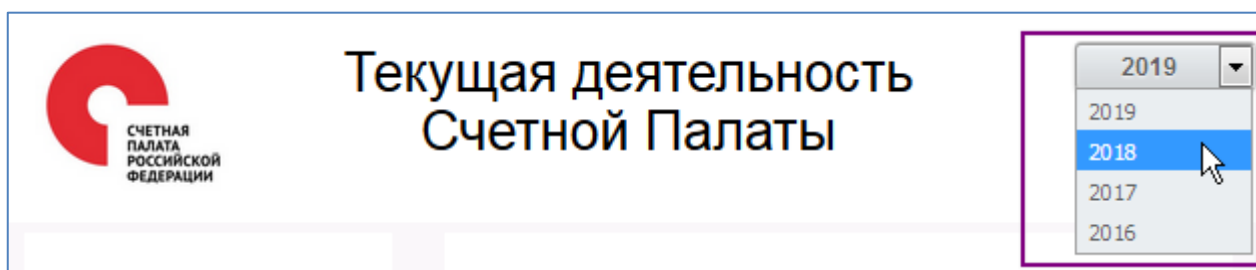 СЧЕТНАЯ
ПАЛАТА
РОССИЙСКОЙ
ФЕДЕРАЦИИ
Текущая деятельность
Счетной Палаты
2019
2019
2018
2017
2016